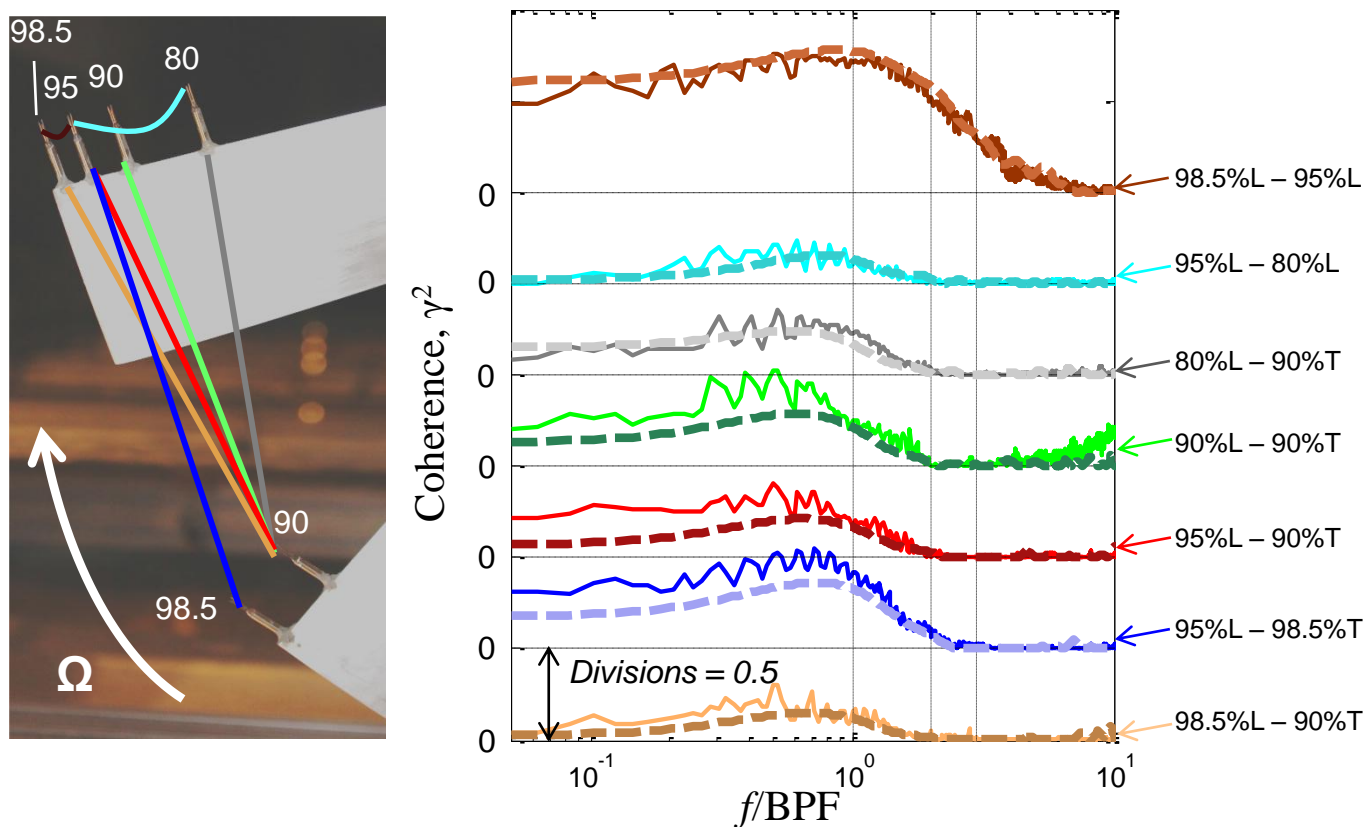 98.5
95
90
80
90
98.5
Ω
Coherence, γ²
0
0
0
0
0
0
0
98.5%L – 95%L
95%L – 80%L
80%L – 90%T
90%L – 90%T
95%L – 90%T
95%L – 98.5%T
98.5%L – 90%T
Divisions = 0.5
10⁻¹
10⁰
10¹
f/BPF